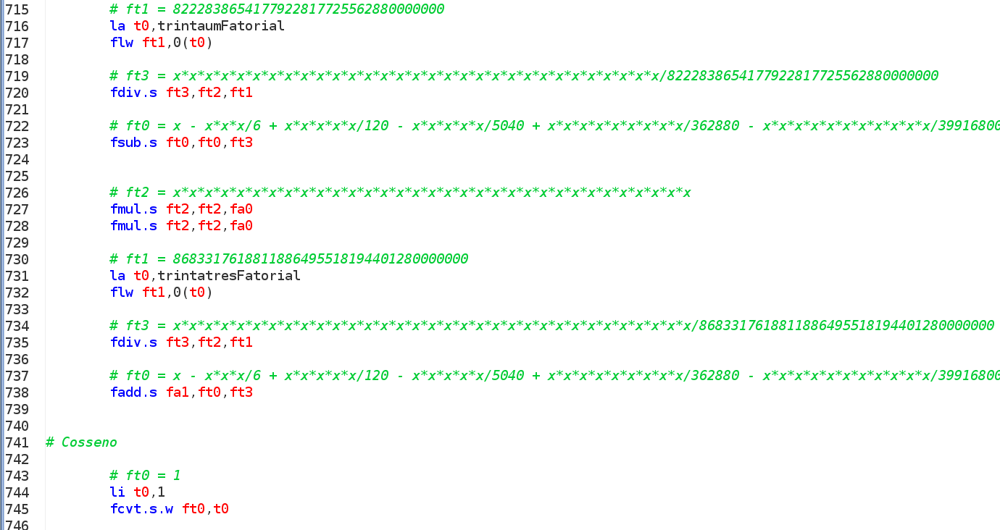 715 # ft1 = 8222838654177922817725562880000000
716 la t0,trintaumFatorial
717 flw ft1,0(t0)
718
719 # ft3 = x*x*x*x*x*x*x*x*x*x*x*x*x*x*x*x*x*x*x*x*x*x*x*x*x*x*x*x*x*x*x/8222838654177922817725562880000000
720 fdiv.s ft3,ft2,ft1
721
722 # ft0 = x - x*x*x/6 + x*x*x*x*x/120 - x*x*x*x*x/5040 + x*x*x*x*x*x*x*x*x/362880 - x*x*x*x*x*x*x*x*x*x*x/39916800
723 fsub.s ft0,ft0,ft3
724
725
726 # ft2 = x*x*x*x*x*x*x*x*x*x*x*x*x*x*x*x*x*x*x*x*x*x*x*x*x*x*x*x*x*x*x*x*x
727 fmul.s ft2,ft2,fa0
728 fmul.s ft2,ft2,fa0
729
730 # ft1 = 8683317618811886495518194401280000000
731 la t0,trintatresFatorial
732 flw ft1,0(t0)
733
734 # ft3 = x*x*x*x*x*x*x*x*x*x*x*x*x*x*x*x*x*x*x*x*x*x*x*x*x*x*x*x*x*x*x*x*x/8683317618811886495518194401280000000
735 fdiv.s ft3,ft2,ft1
736
737 # ft0 = x - x*x*x/6 + x*x*x*x*x/120 - x*x*x*x*x/5040 + x*x*x*x*x*x*x*x*x/362880 - x*x*x*x*x*x*x*x*x*x*x/39916800
738 fadd.s fa1,ft0,ft3
739
740
741 # Cosseno
742
743 # ft0 = 1
744 li t0,1
745 fcvt.s.w ft0,t0
746